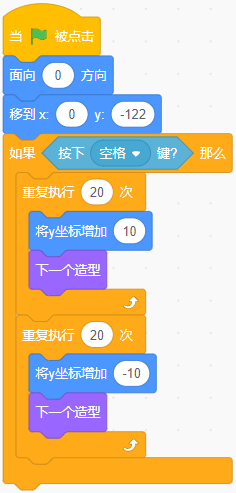 当 被点击
面向 0 方向
移到 x: 0 y: -122
如果 按下 空格 键? 那么
重复执行 20 次
将y坐标增加 10
下一个造型
重复执行 20 次
将y坐标增加 -10
下一个造型